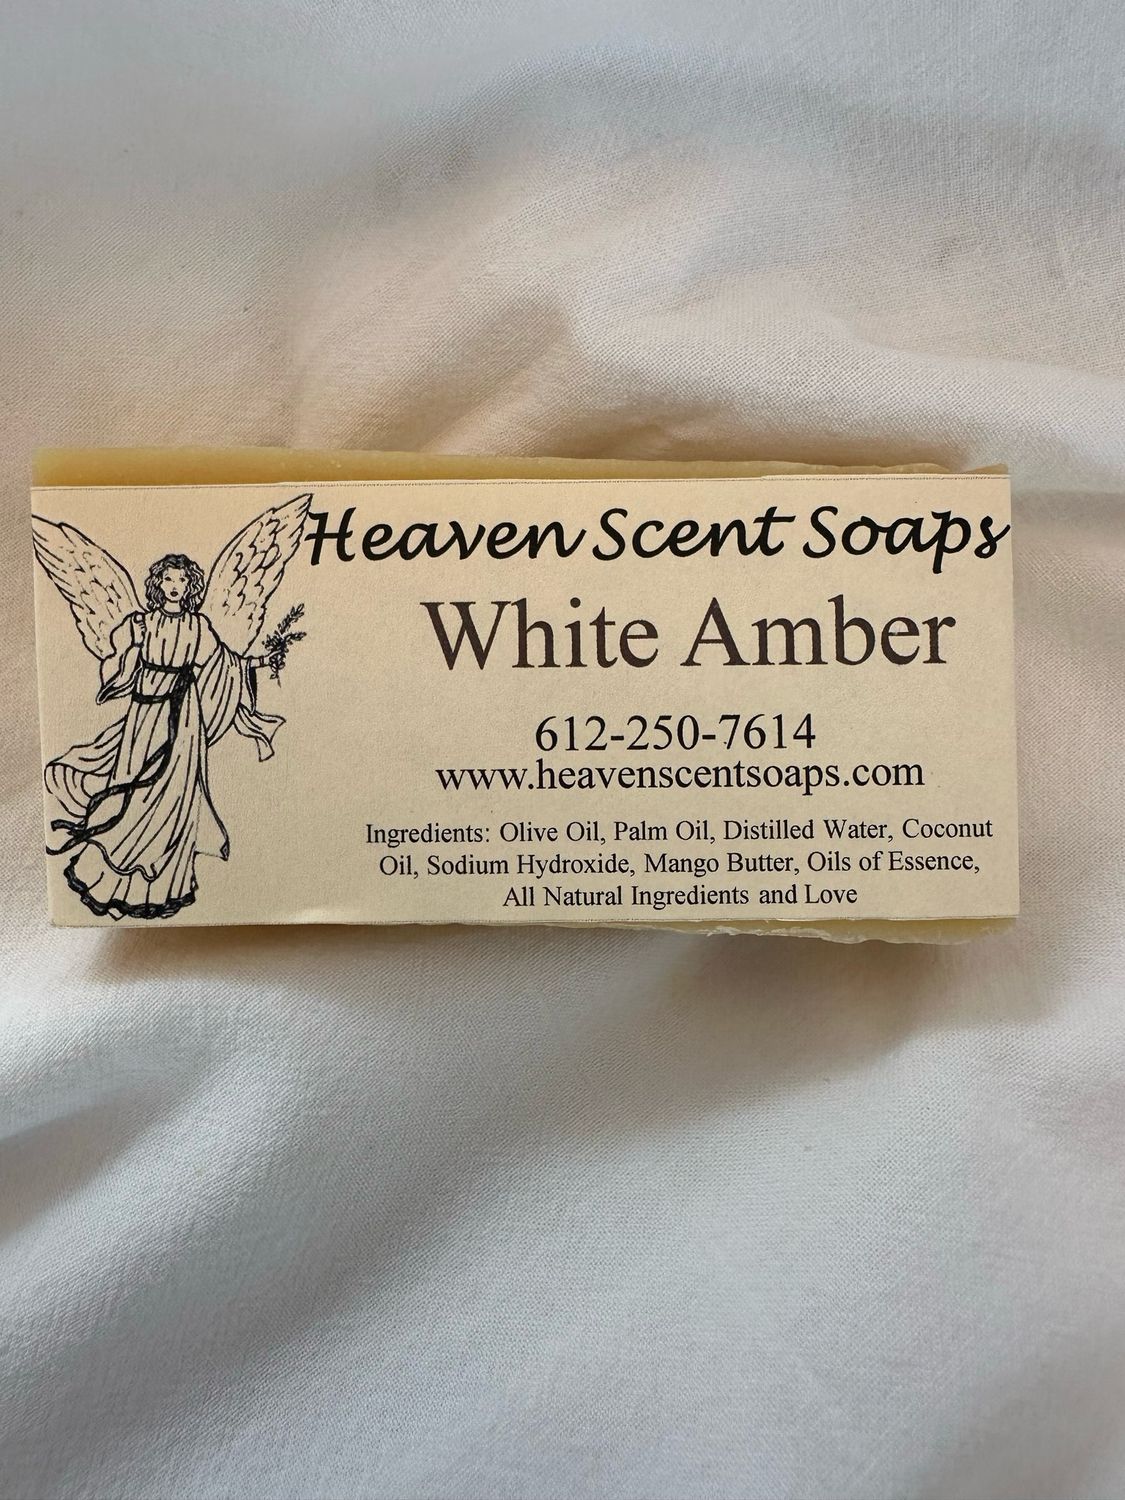 Heaven Scent Soaps
White Amber
612-250-7614
www.heavenscentsoaps.com
Ingredients: Olive Oil, Palm Oil, Distilled Water, Coconut
Oil, Sodium Hydroxide, Mango Butter, Oils of Essence,
All Natural Ingredients and Love